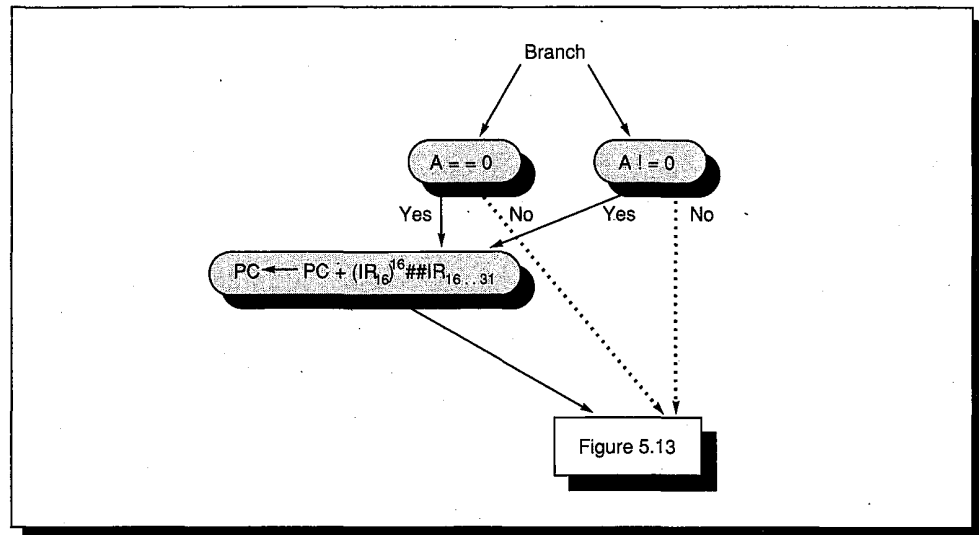 Branch
A = = 0
A ! = 0
Yes
No
Yes
No
PC ← PC + (IR₁₆)¹⁶##IR₁₆..₃₁
Figure 5.13